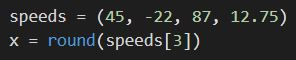 speeds = (45, -22, 87, 12.75)
x = round(speeds[3])